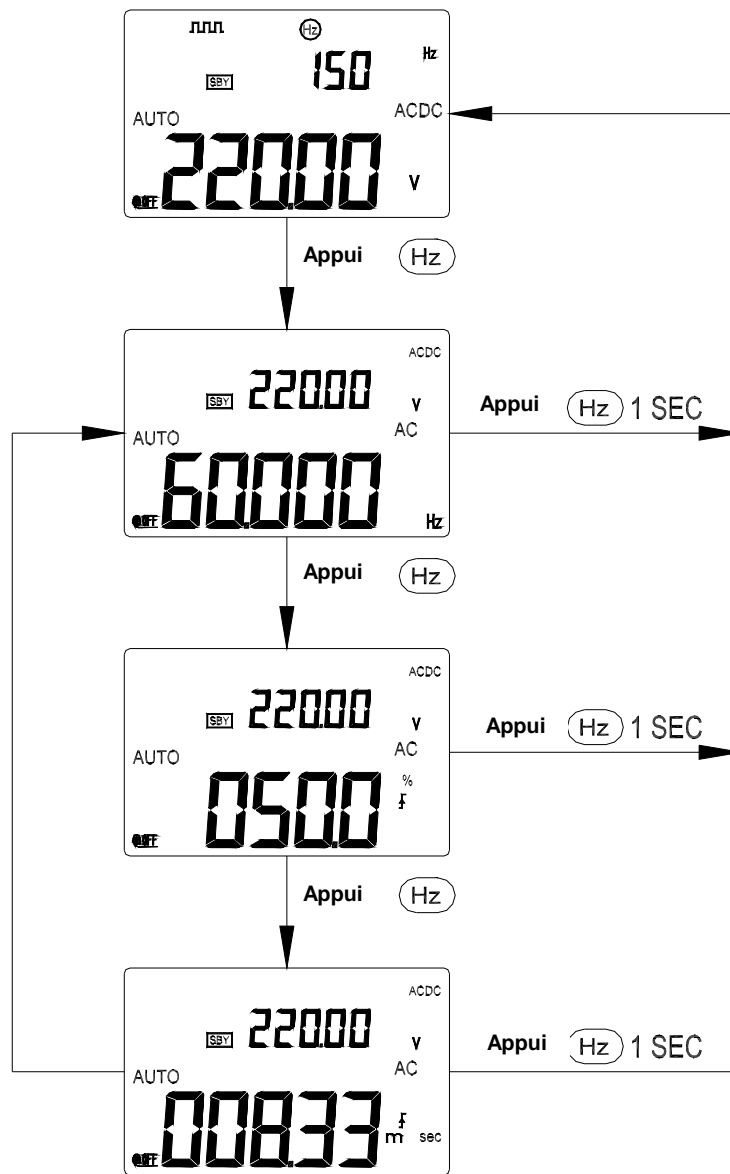 Hz
150 Hz
SBY
AUTO ACDC
OFF 220.00 V
Appui Hz
ACDC
SBY 220.00 V
AUTO AC
OFF 60.000 Hz
Appui Hz 1 SEC
Appui Hz
ACDC
SBY 220.00 V
AUTO AC
OFF 050.0 %
Appui Hz 1 SEC
Appui Hz
ACDC
SBY 220.00 V
AUTO AC
OFF 008.33 m sec
Appui Hz 1 SEC